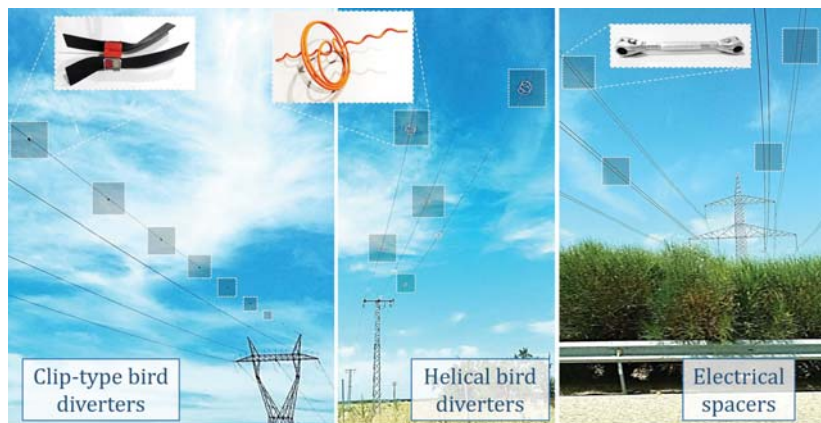 Clip-type bird
diverters
Helical bird
diverters
Electrical
spacers